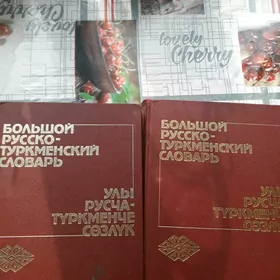 lovely
Cherry
lovely
Cherry
БОЛЬШОЙ
РУССКО-
ТУРКМЕНСКИЙ
СЛОВАРЬ
УЛЫ
РУСЧА-
ТҮРКМЕНЧЕ
СӨЗЛҮК
БОЛЬШОЙ
РУССКО-
ТУРКМЕНСКИЙ
СЛОВАРЬ
УЛЫ
РУСЧА
ТҮРКМЕНЧЕ
СӨЗЛҮК